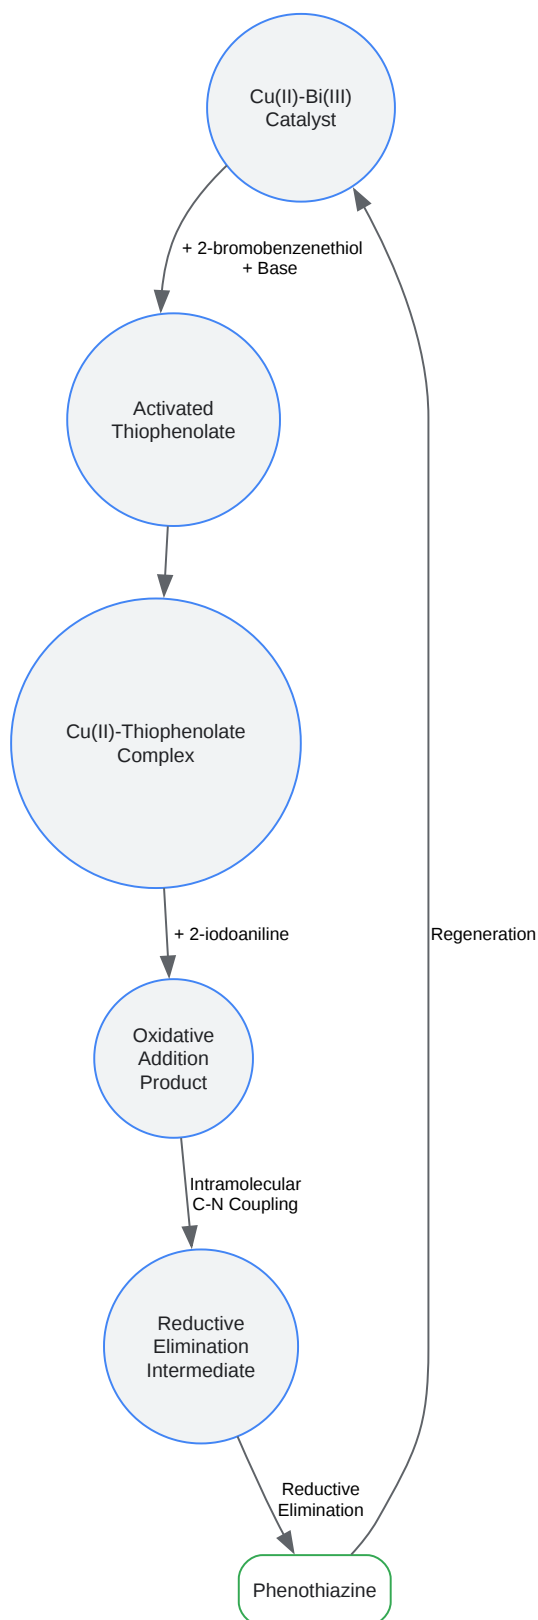 Cu(II)-Bi(III)
Catalyst
+ 2-bromobenzenethiol
+ Base
Activated
Thiophenolate
Cu(II)-Thiophenolate
Complex
+ 2-iodoaniline
Regeneration
Oxidative
Addition
Product
Intramolecular
C-N Coupling
Reductive
Elimination
Intermediate
Reductive
Elimination
Phenothiazine